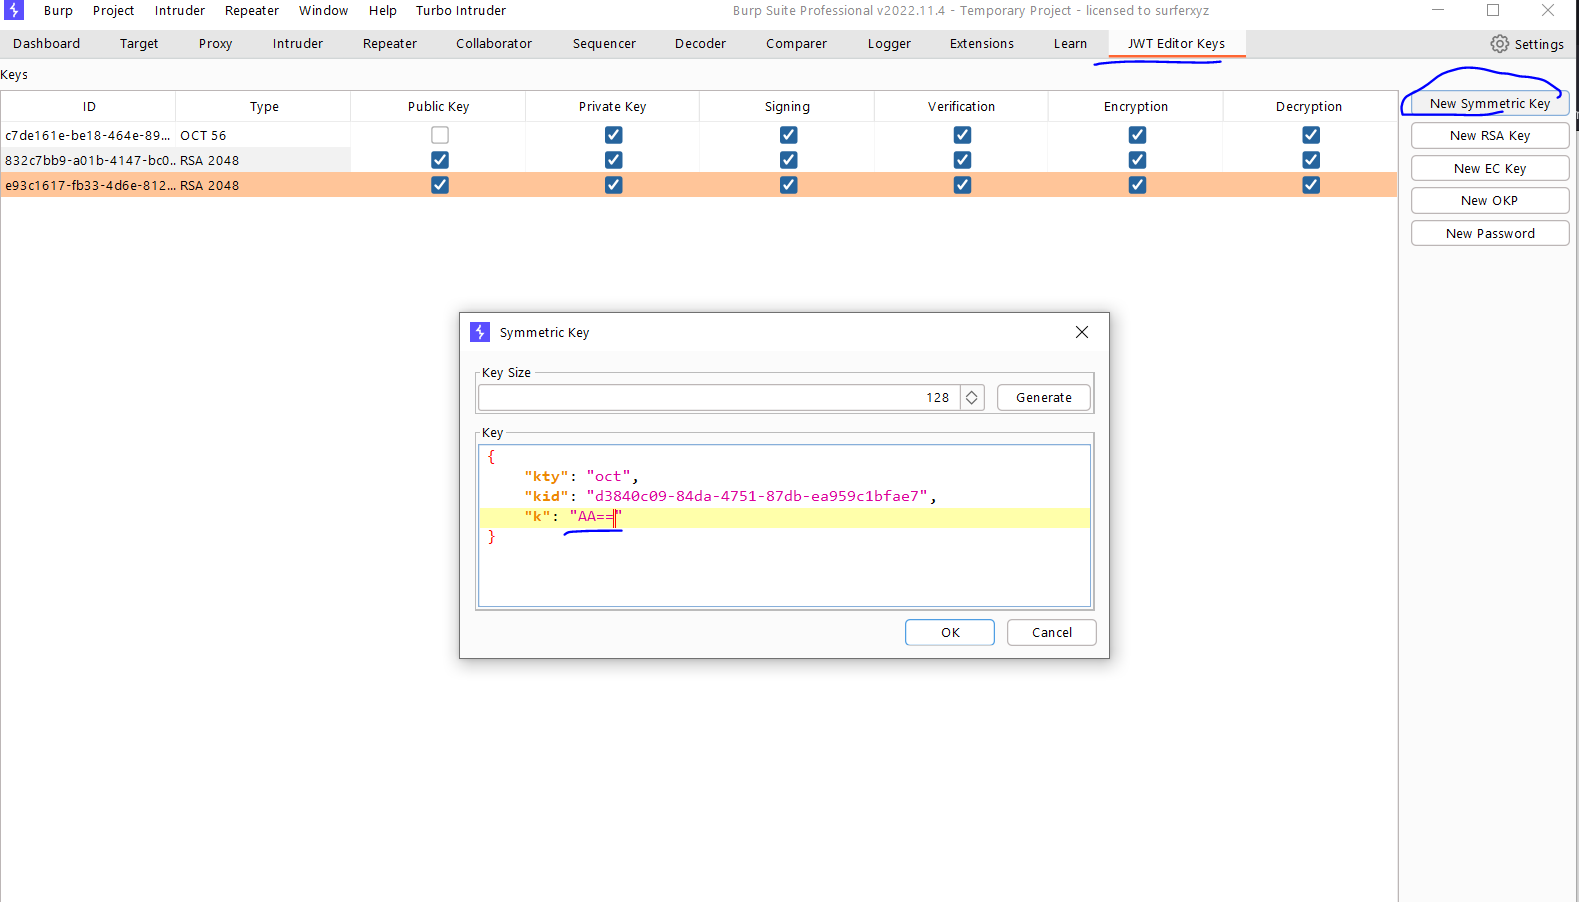 Burp Project Intruder Repeater Window Help Turbo Intruder Burp Suite Professional v2022.11.4 - Temporary Project - licensed to surferxyz
Dashboard Target Proxy Intruder Repeater Collaborator Sequencer Decoder Comparer Logger Extensions Learn JWT Editor Keys Settings
Keys
ID Type Public Key Private Key Signing Verification Encryption Decryption
c7de161e-be18-464e-89... OCT 56
832c7bb9-a01b-4147-bc0.. RSA 2048
e93c1617-fb33-4d6e-812... RSA 2048
New Symmetric Key
New RSA Key
New EC Key
New OKP
New Password
Symmetric Key
Key Size
128 Generate
Key
{
"kty": "oct",
"kid": "d3840c09-84da-4751-87db-ea959c1bfae7",
"k": "AA=="
}
OK Cancel